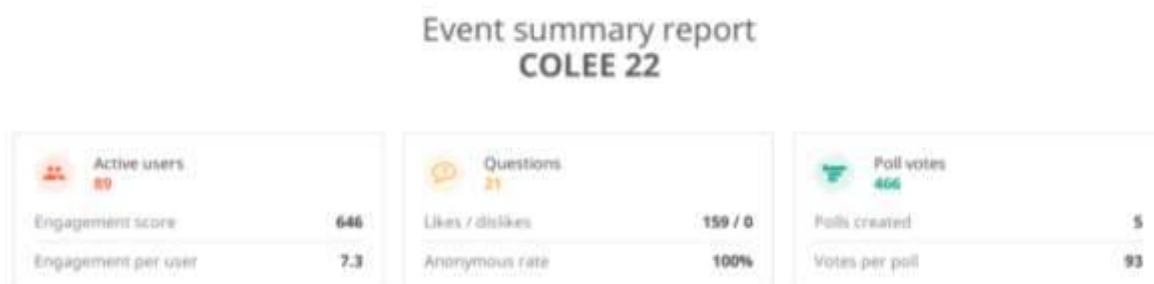 Event summary report
COLEE 22
Active users
89
Engagement score 646
Engagement per user 7.3
Questions
21
Likes / dislikes 159 / 0
Anonymous rate 100%
Poll votes
466
Polls created 5
Votes per poll 93